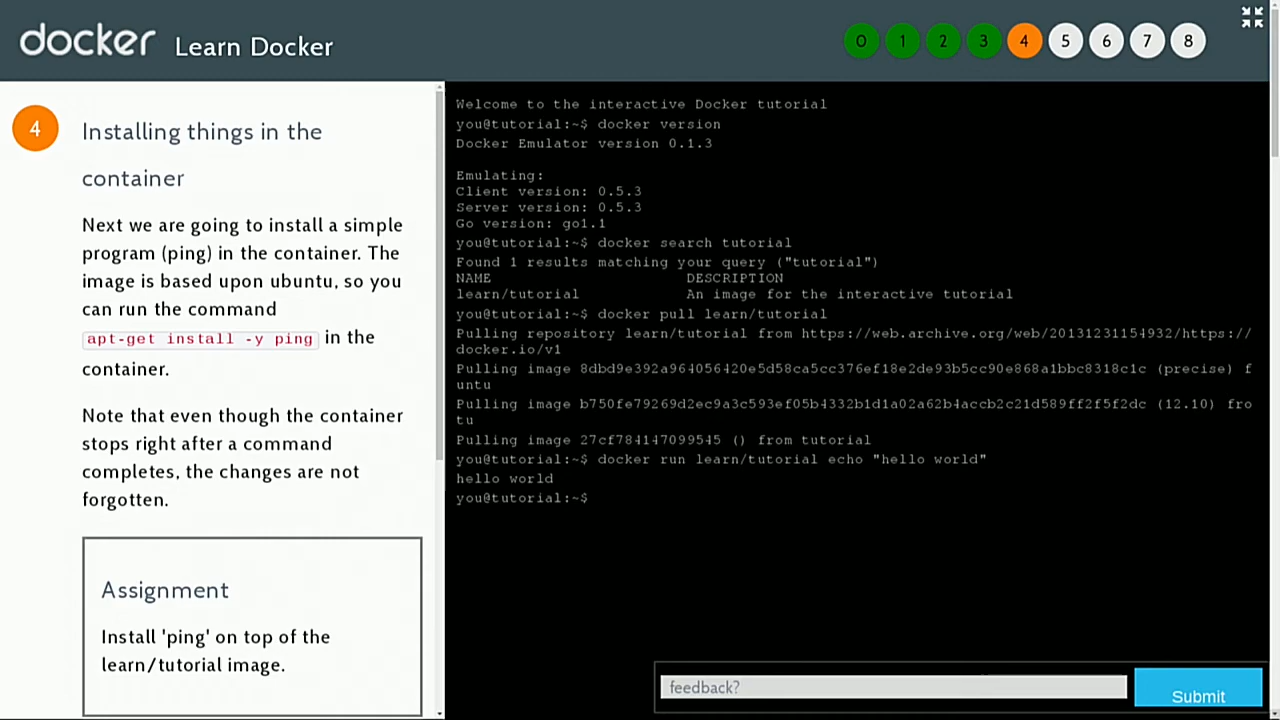 docker Learn Docker
0 1 2 3 4 5 6 7 8
4
Installing things in the
container
Next we are going to install a simple
program (ping) in the container. The
image is based upon ubuntu, so you
can run the command
apt-get install -y ping in the
container.
Note that even though the container
stops right after a command
completes, the changes are not
forgotten.
Assignment
Install 'ping' on top of the
learn/tutorial image.
Welcome to the interactive Docker tutorial
you@tutorial:~$ docker version
Docker Emulator version 0.1.3
Emulating:
Client version: 0.5.3
Server version: 0.5.3
Go version: go1.1
you@tutorial:~$ docker search tutorial
Found 1 results matching your query ("tutorial")
NAME DESCRIPTION
learn/tutorial An image for the interactive tutorial
you@tutorial:~$ docker pull learn/tutorial
Pulling repository learn/tutorial from https://web.archive.org/web/20131231154932/https://
docker.io/v1
Pulling image 8dbd9e392a964056420e5d58ca5cc376ef18e2de93b5cc90e868a1bbc8318c1c (precise) f
untu
Pulling image b750fe79269d2ec9a3c593ef05b4332b1d1a02a62b4accb2c21d589ff2f5f2dc (12.10) fro
tu
Pulling image 27cf784147099545 () from tutorial
you@tutorial:~$ docker run learn/tutorial echo "hello world"
hello world
you@tutorial:~$
feedback?
Submit